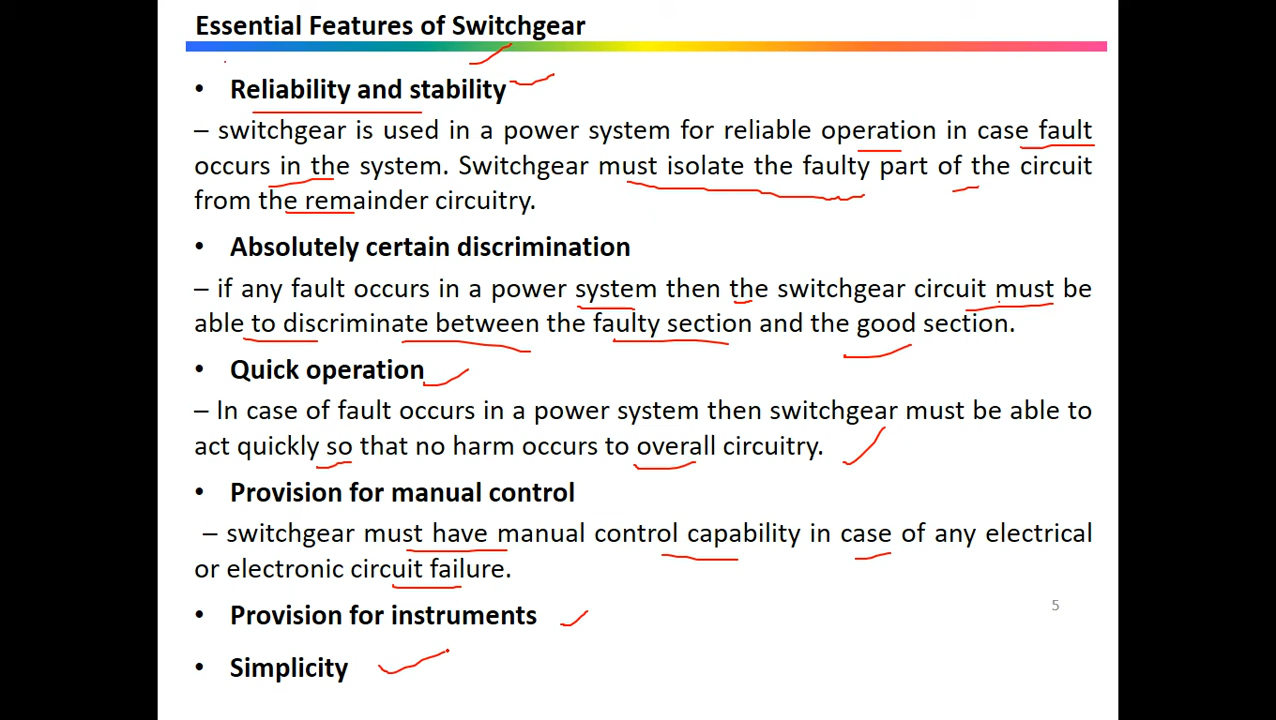 Essential Features of Switchgear
• Reliability and stability
– switchgear is used in a power system for reliable operation in case fault
occurs in the system. Switchgear must isolate the faulty part of the circuit
from the remainder circuitry.
• Absolutely certain discrimination
– if any fault occurs in a power system then the switchgear circuit must be
able to discriminate between the faulty section and the good section.
• Quick operation
– In case of fault occurs in a power system then switchgear must be able to
act quickly so that no harm occurs to overall circuitry.
• Provision for manual control
– switchgear must have manual control capability in case of any electrical
or electronic circuit failure.
• Provision for instruments
5
• Simplicity